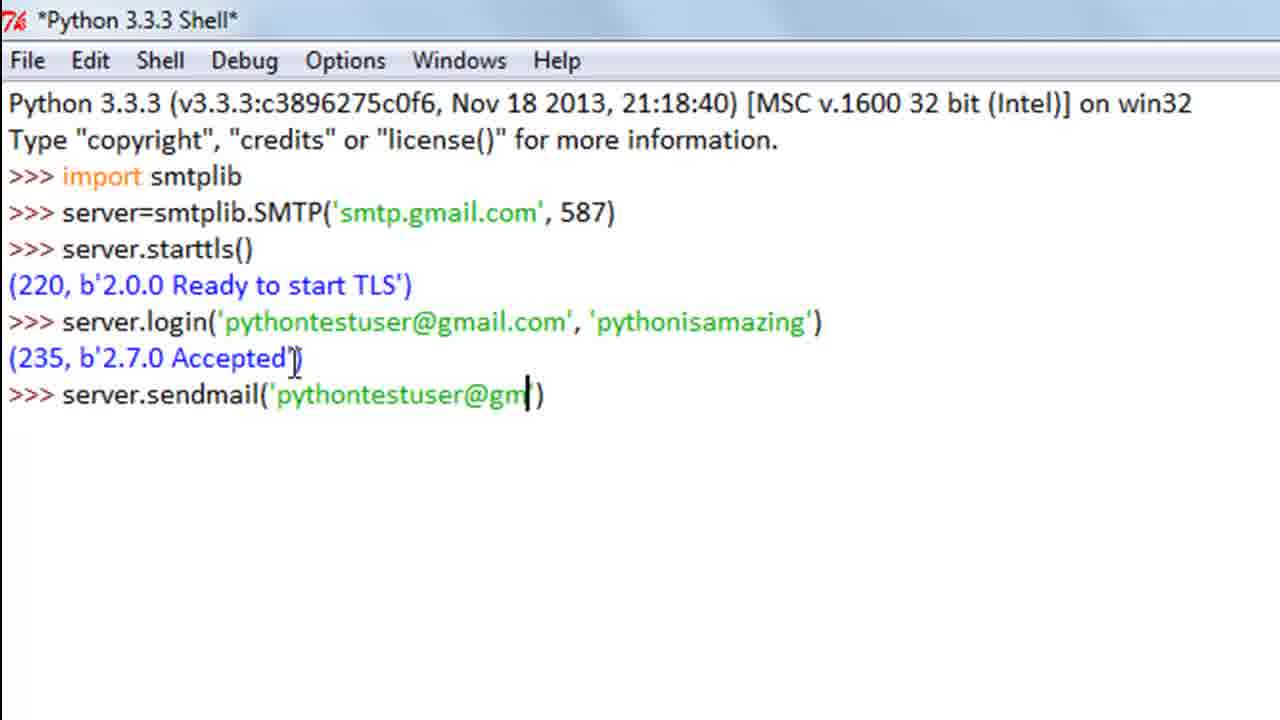 *Python 3.3.3 Shell*
File Edit Shell Debug Options Windows Help
Python 3.3.3 (v3.3.3:c3896275c0f6, Nov 18 2013, 21:18:40) [MSC v.1600 32 bit (Intel)] on win32
Type "copyright", "credits" or "license()" for more information.
>>> import smtplib
>>> server=smtplib.SMTP('smtp.gmail.com', 587)
>>> server.starttls()
(220, b'2.0.0 Ready to start TLS')
>>> server.login('pythontestuser@gmail.com', 'pythonisamazing')
(235, b'2.7.0 Accepted')
>>> server.sendmail('pythontestuser@gm')